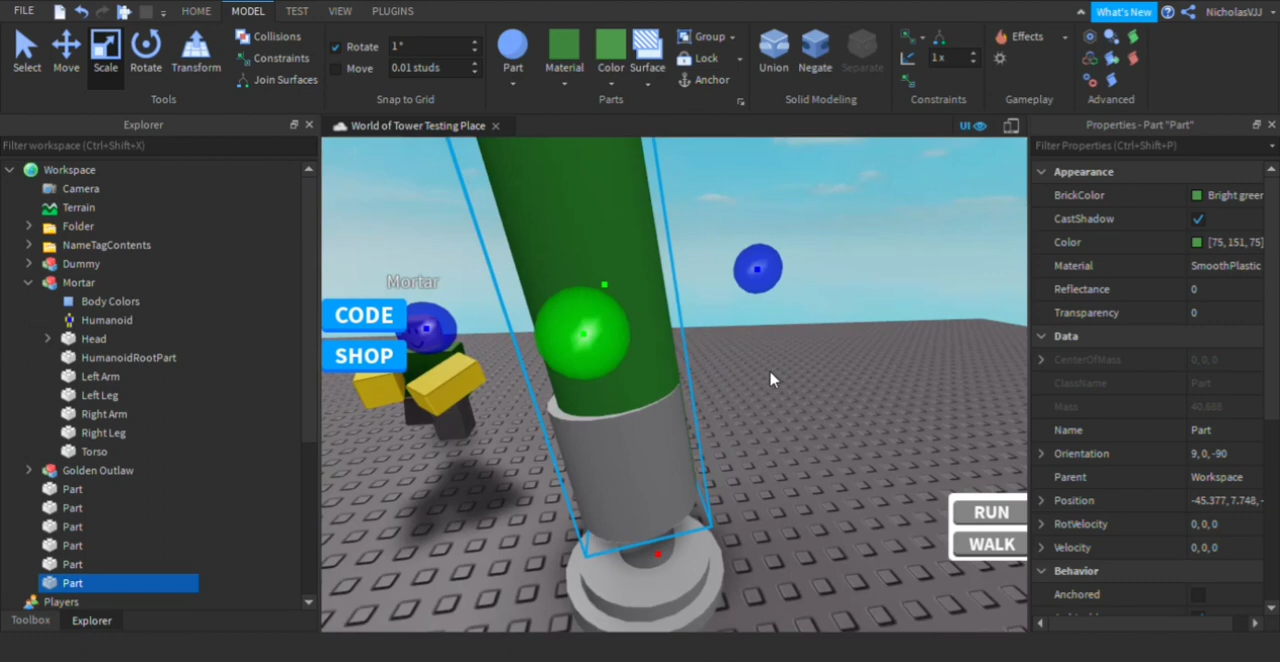 FILE HOME MODEL TEST VIEW PLUGINS What's New NicholasVJJ
Select Move Scale Rotate Transform
Collisions
Constraints
Join Surfaces
Tools
Rotate 1°
Move 0.01 studs
Snap to Grid
Part Material Color Surface
Group
Lock
Anchor
Parts
Union Negate Separate
Solid Modeling
1x
Constraints
Effects
Gameplay
Advanced
Explorer
Filter workspace (Ctrl+Shift+X)
Workspace
Camera
Terrain
Folder
NameTagContents
Dummy
Mortar
Body Colors
Humanoid
Head
HumanoidRootPart
Left Arm
Left Leg
Right Arm
Right Leg
Torso
Golden Outlaw
Part
Part
Part
Part
Part
Part
Players
Toolbox Explorer
World of Tower Testing Place
UI
Mortar
CODE
SHOP
RUN
WALK
Properties - Part "Part"
Filter Properties (Ctrl+Shift+P)
Appearance
BrickColor Bright green
CastShadow
Color [75, 151, 75]
Material SmoothPlastic
Reflectance 0
Transparency 0
Data
CenterOfMass 0, 0, 0
ClassName Part
Mass 40.688
Name Part
Orientation 9, 0, -90
Parent Workspace
Position -45.377, 7.748, -
RotVelocity 0, 0, 0
Velocity 0, 0, 0
Behavior
Anchored